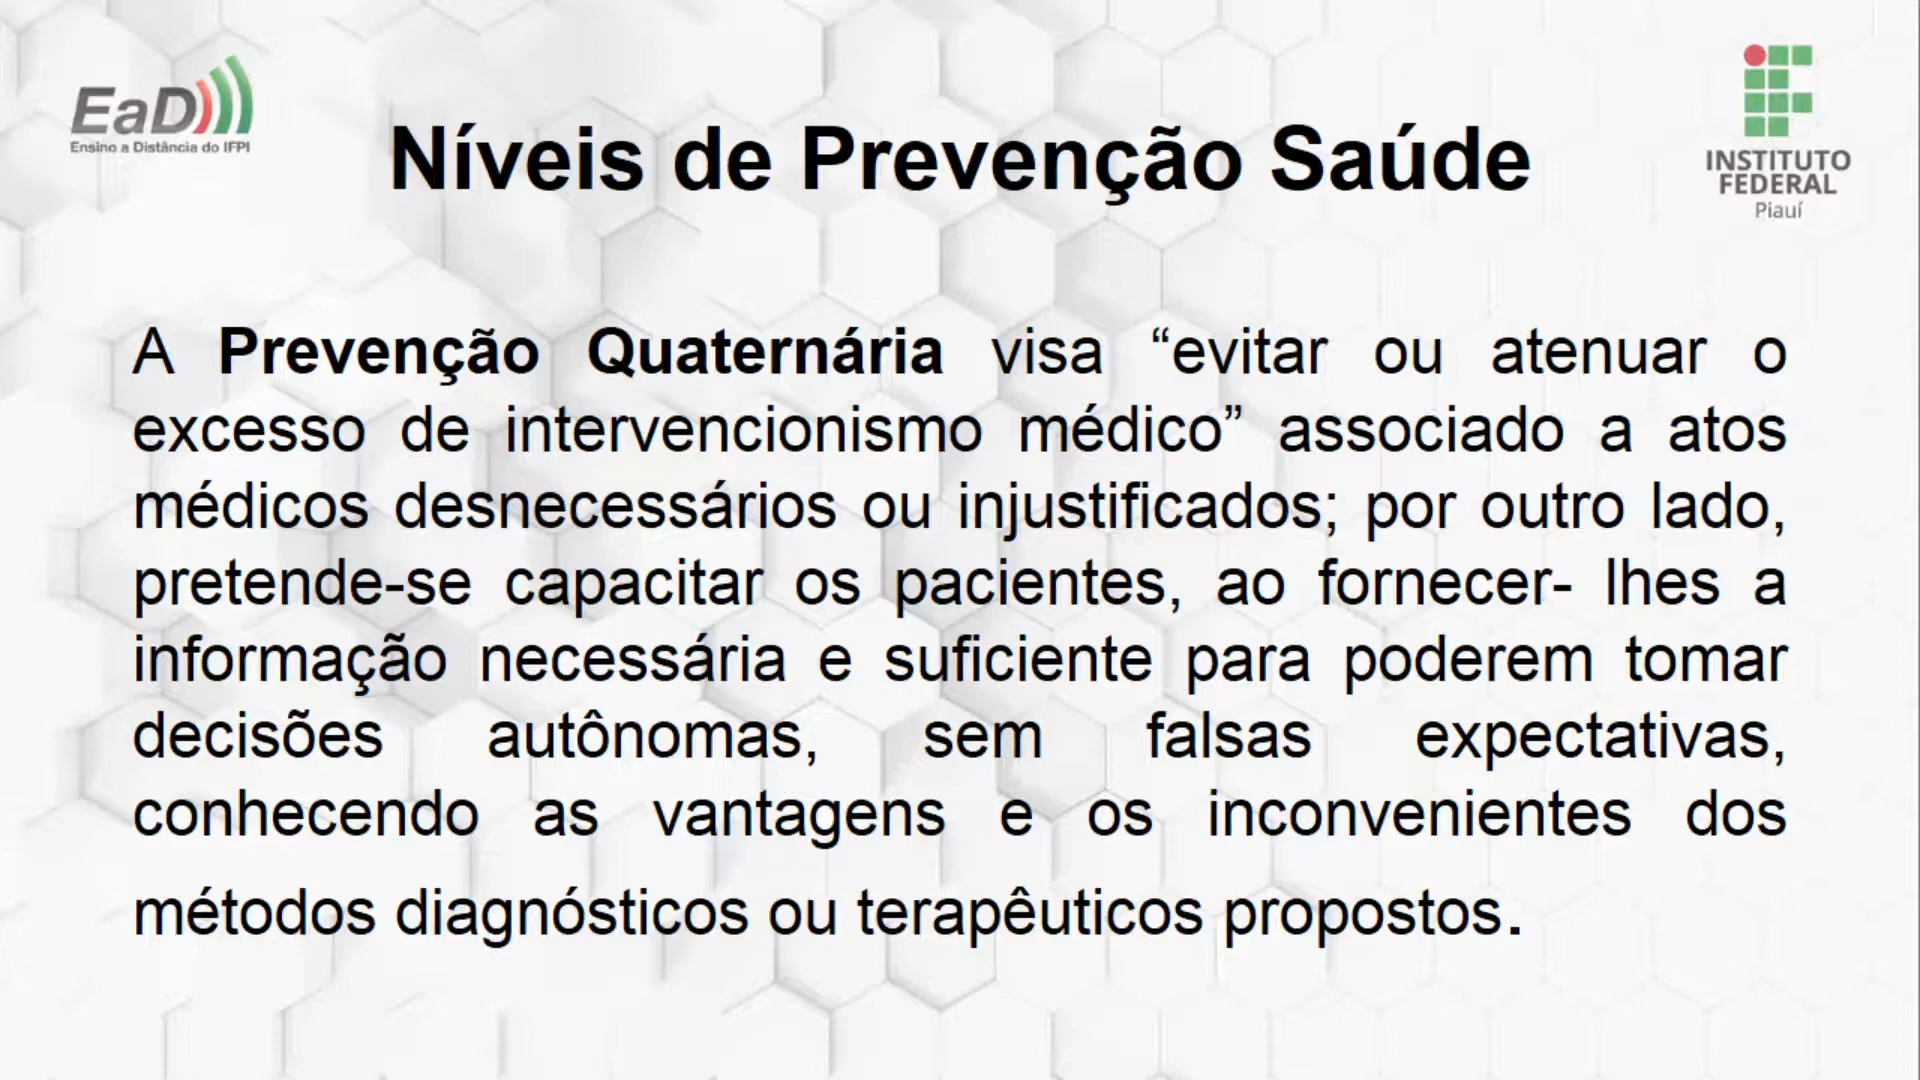 EaD
Ensino a Distância do IFPI
INSTITUTO
FEDERAL
Piauí
Níveis de Prevenção Saúde
A Prevenção Quaternária visa “evitar ou atenuar o
excesso de intervencionismo médico” associado a atos
médicos desnecessários ou injustificados; por outro lado,
pretende-se capacitar os pacientes, ao fornecer- lhes a
informação necessária e suficiente para poderem tomar
decisões autônomas, sem falsas expectativas,
conhecendo as vantagens e os inconvenientes dos
métodos diagnósticos ou terapêuticos propostos.